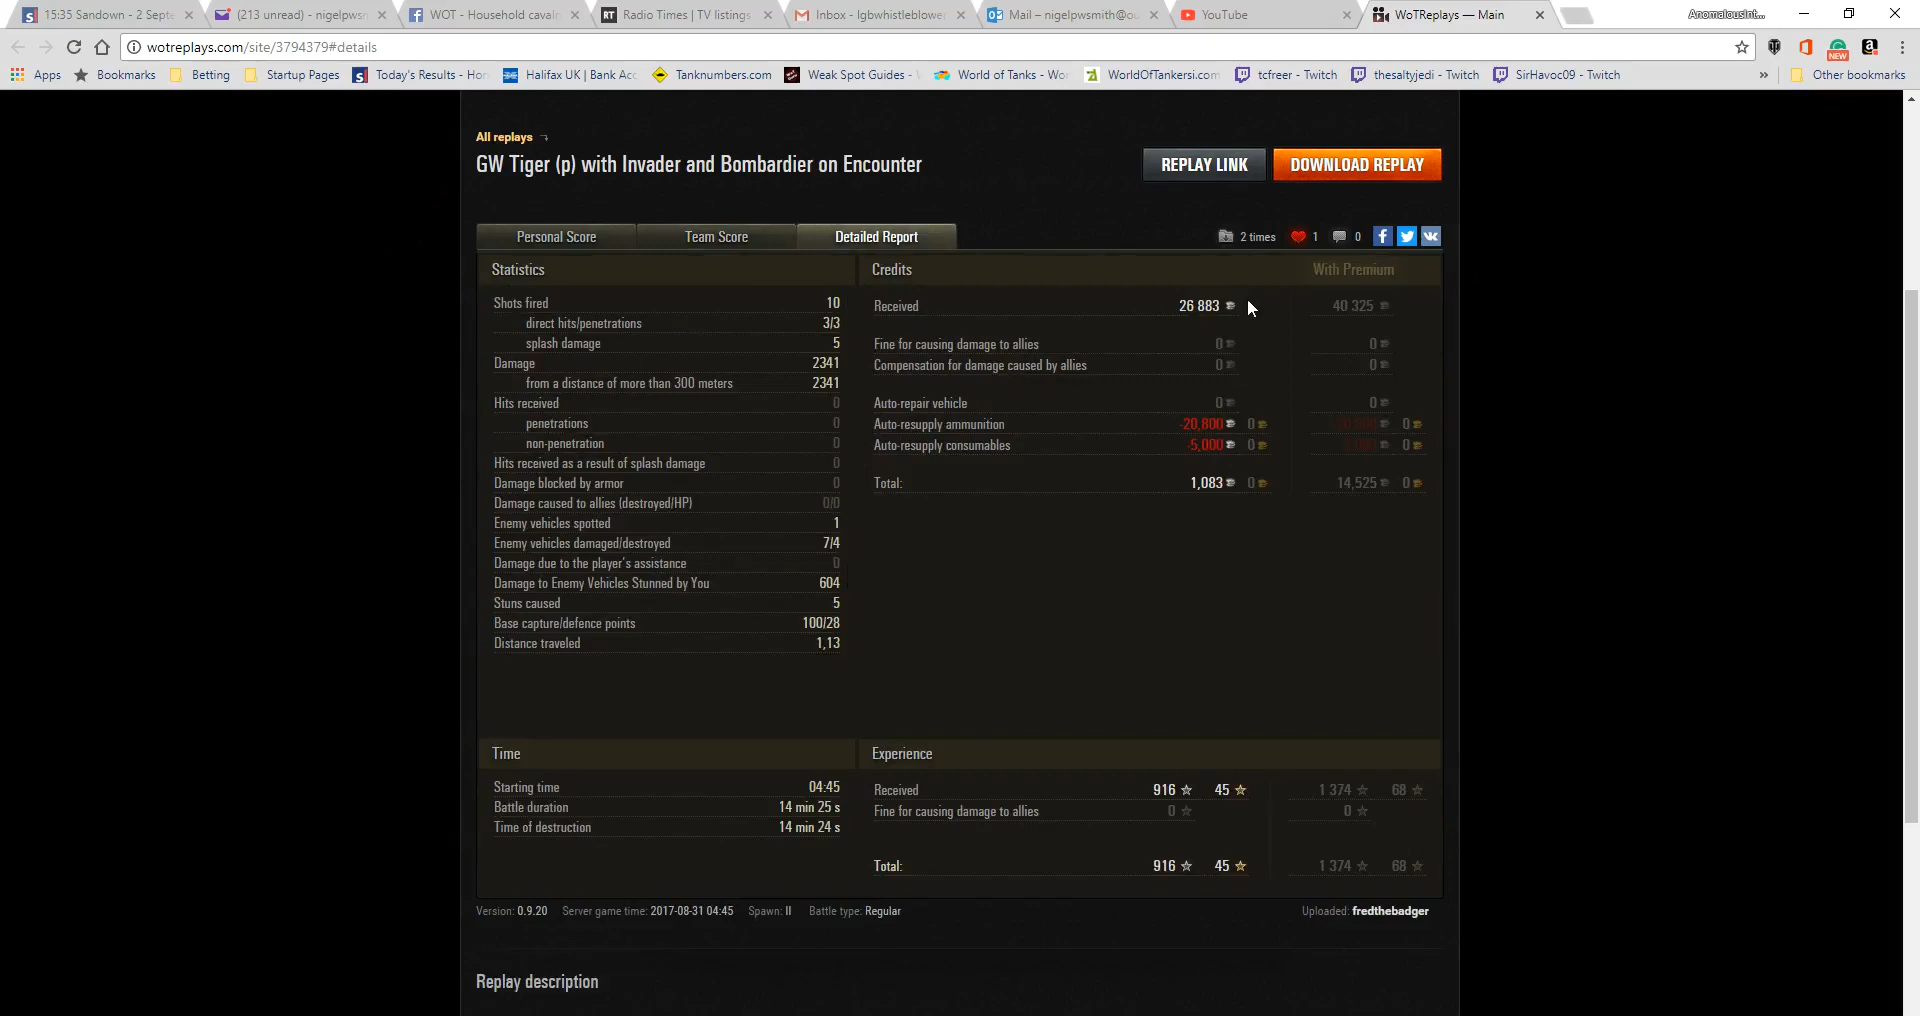 15:35 Sandown - 2 Septe
(213 unread) - nigelpwsm
WOT - Household caval
Radio Times | TV listings
Inbox - lgbwhistleblower
Mail – nigelpwsmith@ou
YouTube
WoTReplays — Main
AnomalousInt...
wotreplays.com/site/3794379#details
NEW
Apps
Bookmarks
Betting
Startup Pages
Today's Results - Hor
Halifax UK | Bank Acc
Tanknumbers.com
Weak Spot Guides -
World of Tanks - Wo
WorldOfTankersi.com
tcfreer - Twitch
thesaltyjedi - Twitch
SirHavoc09 - Twitch
»
Other bookmarks
All replays
GW Tiger (p) with Invader and Bombardier on Encounter
REPLAY LINK
DOWNLOAD REPLAY
Personal Score
Team Score
Detailed Report
2 times
1
0
Statistics
Shots fired 10
direct hits/penetrations 3/3
splash damage 5
Damage 2341
from a distance of more than 300 meters 2341
Hits received 0
penetrations 0
non-penetration 0
Hits received as a result of splash damage 0
Damage blocked by armor 0
Damage caused to allies (destroyed/HP) 0/0
Enemy vehicles spotted 1
Enemy vehicles damaged/destroyed 7/4
Damage due to the player's assistance 0
Damage to Enemy Vehicles Stunned by You 604
Stuns caused 5
Base capture/defence points 100/28
Distance traveled 1,13
Credits With Premium
Received 26 883 40 325
Fine for causing damage to allies 0 0
Compensation for damage caused by allies 0 0
Auto-repair vehicle 0 0
Auto-resupply ammunition -20,800 0 0
Auto-resupply consumables -5,000 0 0
Total: 1,083 0 14,525 0
Time
Starting time 04:45
Battle duration 14 min 25 s
Time of destruction 14 min 24 s
Experience
Received 916 45 1 374 68
Fine for causing damage to allies 0 0
Total: 916 45 1 374 68
Version: 0.9.20 Server game time: 2017-08-31 04:45 Spawn: II Battle type: Regular
Uploaded: fredthebadger
Replay description